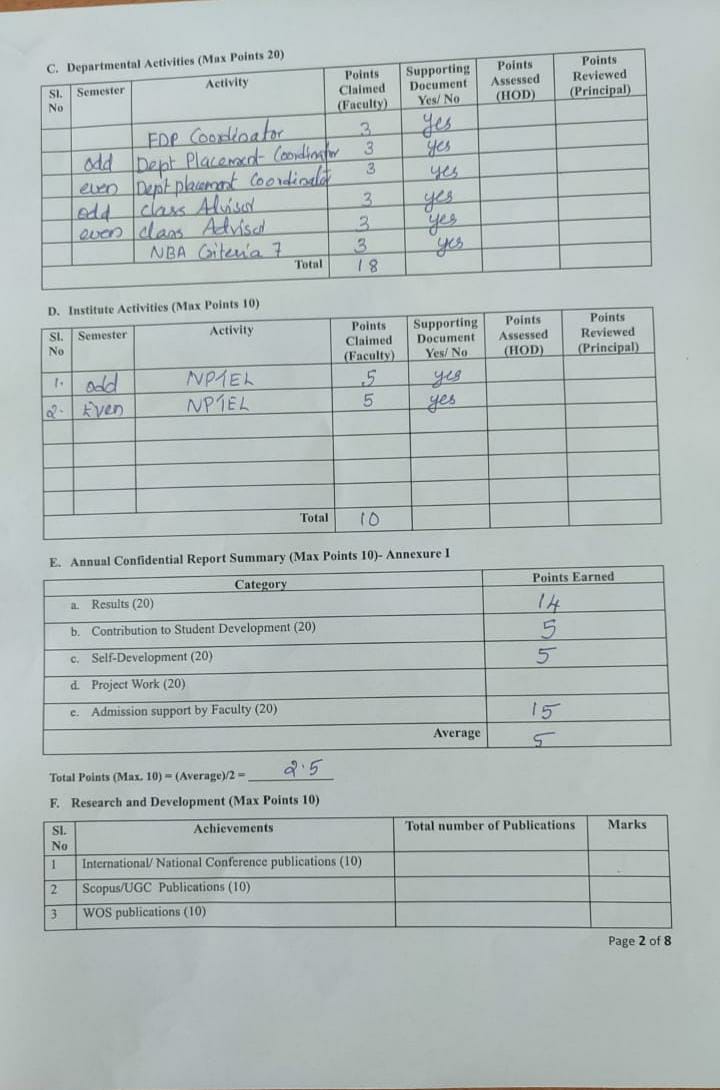 C. Departmental Activities (Max Points 20)
Sl. No Semester Activity Points Claimed (Faculty) Supporting Document Yes/ No Points Assessed (HOD) Points Reviewed (Principal)
FDP Coordinator 3 yes
odd Dept Placement Coordinator 3 yes
even Dept placement Coordinator 3 yes
odd class Advisor 3 yes
even class Advisor 3 yes
NBA Criteria 7 3 yes
Total 18
D. Institute Activities (Max Points 10)
Sl. No Semester Activity Points Claimed (Faculty) Supporting Document Yes/ No Points Assessed (HOD) Points Reviewed (Principal)
1. odd NPTEL 5 yes
2. Even NPTEL 5 yes
Total 10
E. Annual Confidential Report Summary (Max Points 10)- Annexure 1
Category Points Earned
a. Results (20) 14
b. Contribution to Student Development (20) 5
c. Self-Development (20) 5
d. Project Work (20)
e. Admission support by Faculty (20) 15
Average 5
Total Points (Max. 10) = (Average)/2 = 2.5
F. Research and Development (Max Points 10)
Sl. No Achievements Total number of Publications Marks
1 International/ National Conference publications (10)
2 Scopus/UGC Publications (10)
3 WOS publications (10)
Page 2 of 8